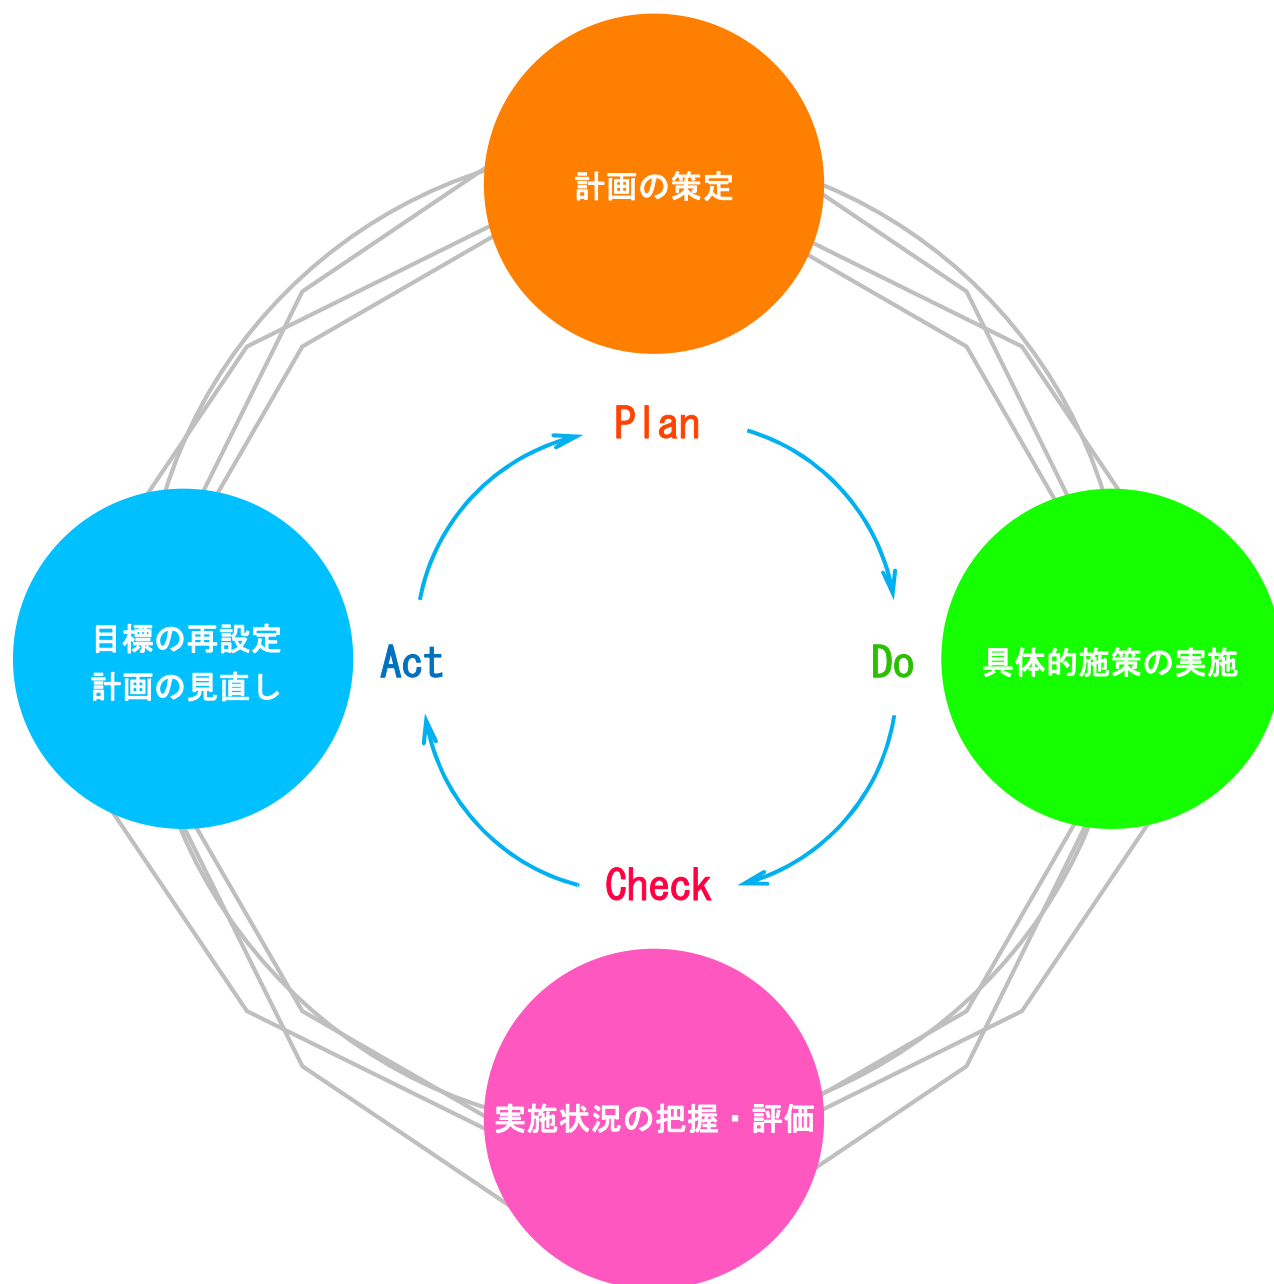 計画の策定
Plan
目標の再設定
計画の見直し
Act
Do
具体的施策の実施
Check
実施状況の把握・評価